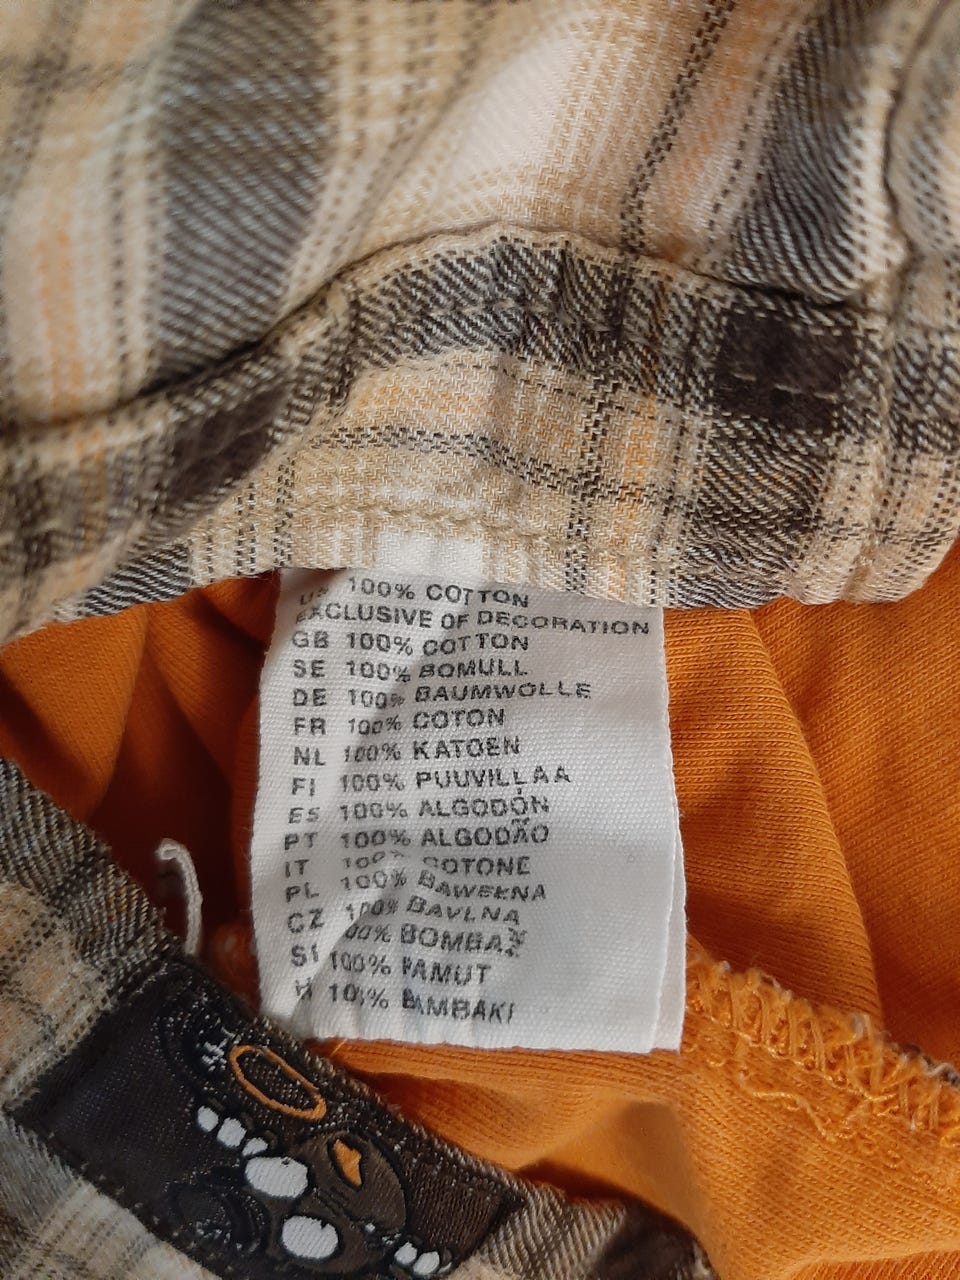 US 100% COTTON
EXCLUSIVE OF DECORATION
GB 100% COTTON
SE 100% BOMULL
DE 100% BAUMWOLLE
FR 100% COTON
NL 100% KATOEN
FI 100% PUUVILLAA
ES 100% ALGODÓN
PT 100% ALGODÃO
IT 100% COTONE
PL 100% BAWEŁNA
CZ 100% BAVLNA
SI 100% BOMBAŽ
H 100% PAMUT
100% BAMBAKI